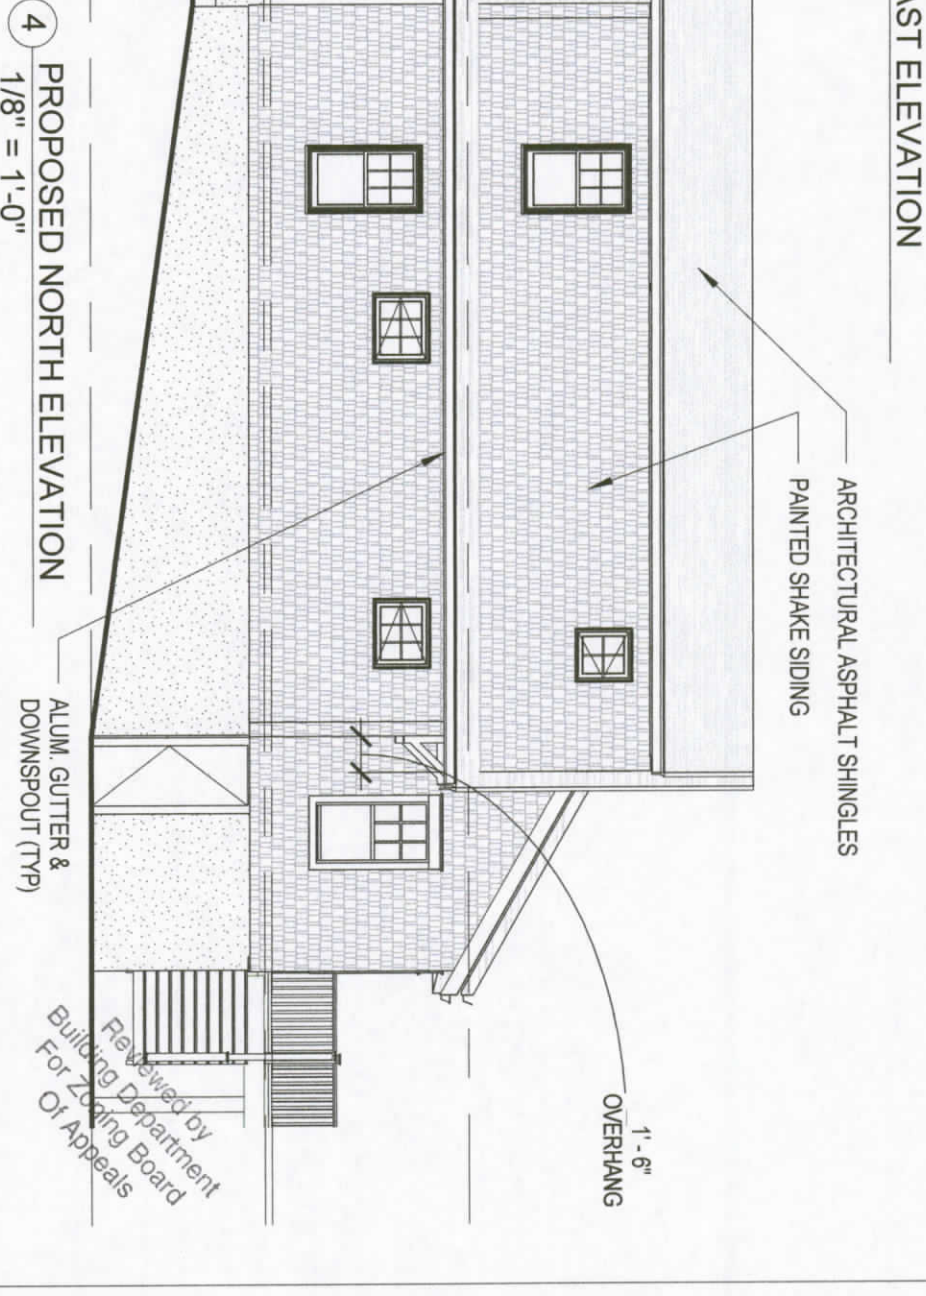 AST ELEVATION
ARCHITECTURAL ASPHALT SHINGLES
PAINTED SHAKE SIDING
1'- 6"
OVERHANG
ALUM. GUTTER &
DOWNSPOUT (TYP)
4
PROPOSED NORTH ELEVATION
1/8" = 1'-0"
Reviewed by
Building Department
For Zoning Board
Of Appeals